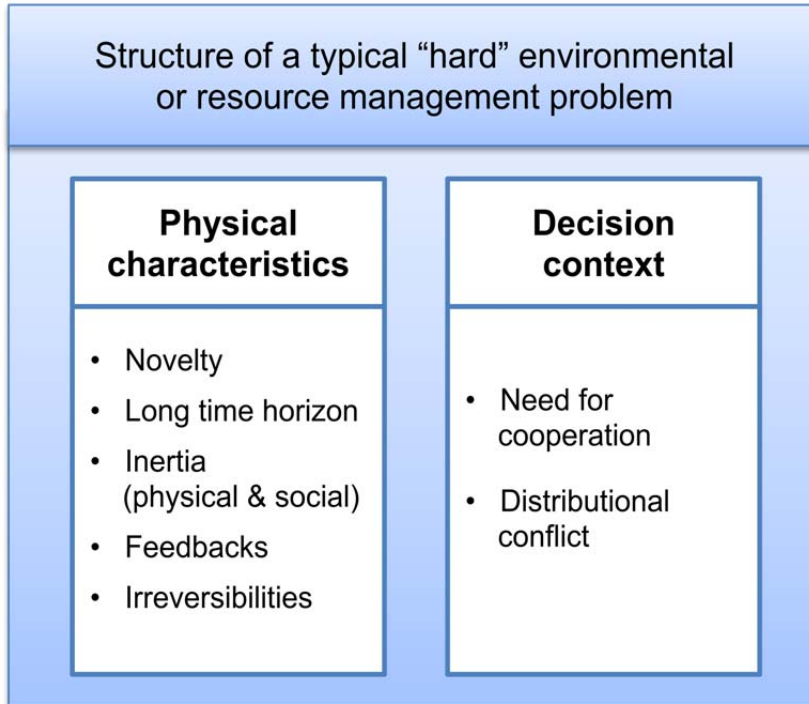 Structure of a typical “hard” environmental
or resource management problem
Physical
characteristics
• Novelty
• Long time horizon
• Inertia
(physical & social)
• Feedbacks
• Irreversibilities
Decision
context
• Need for
cooperation
• Distributional
conflict